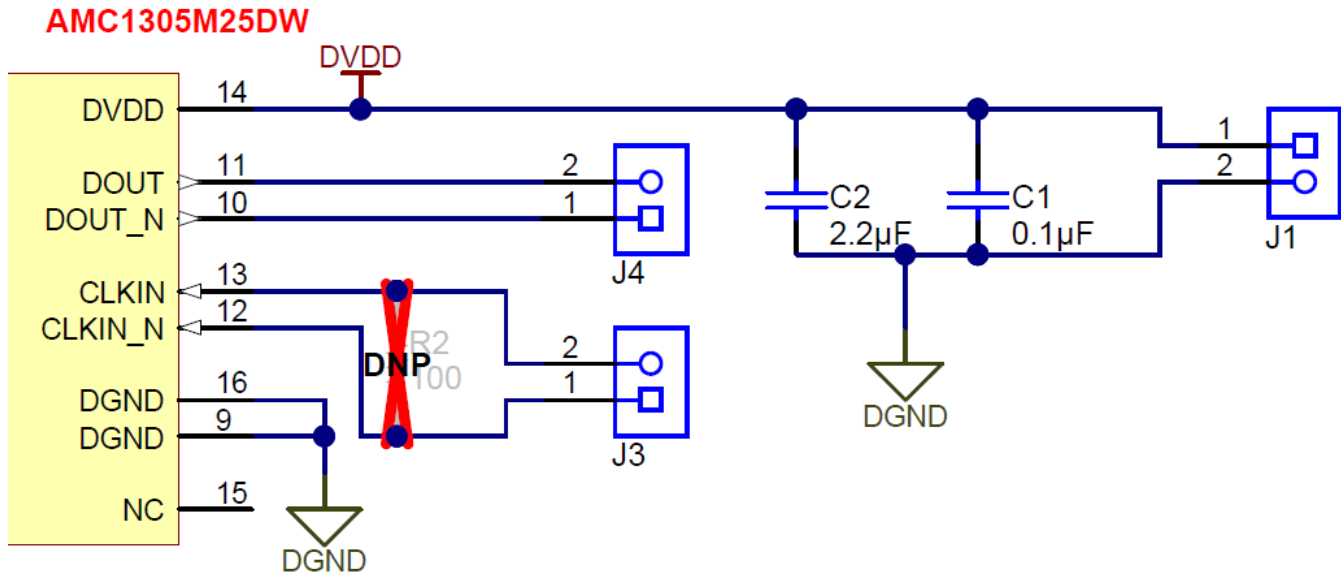 AMC1305M25DW
DVDD
DVDD 14
DOUT 11
DOUT_N 10
CLKIN 13
CLKIN_N 12
DGND 16
DGND 9
NC 15
DGND
2
1
J4
R2
DNP 100
2
1
J3
C2
2.2µF
C1
0.1µF
DGND
1
2
J1